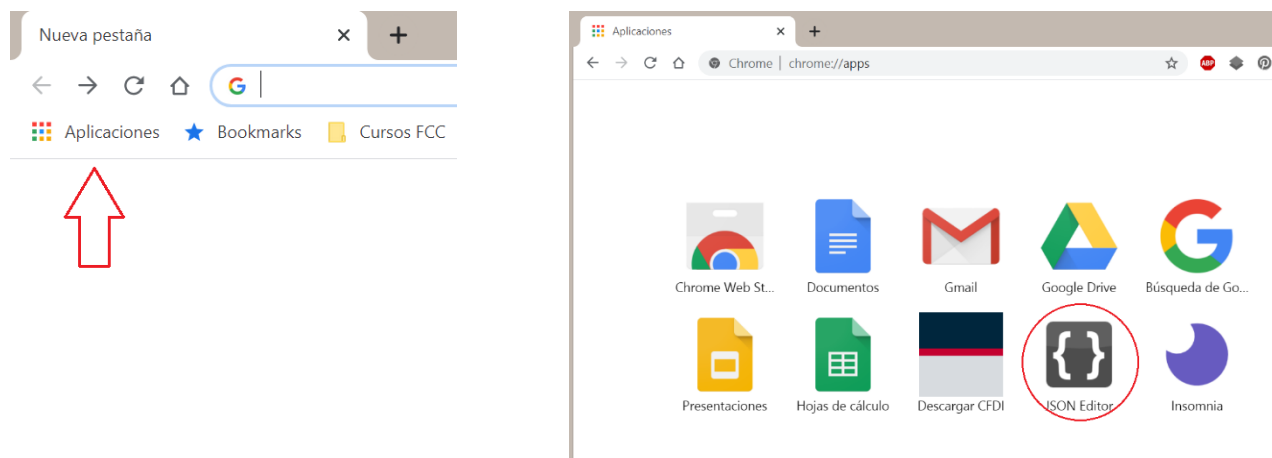 Nueva pestaña
Aplicaciones Bookmarks Cursos FCC
Aplicaciones
Chrome | chrome://apps
ABP
Chrome Web St... Documentos Gmail Google Drive Búsqueda de Go...
Presentaciones Hojas de cálculo Descargar CFDI JSON Editor Insomnia